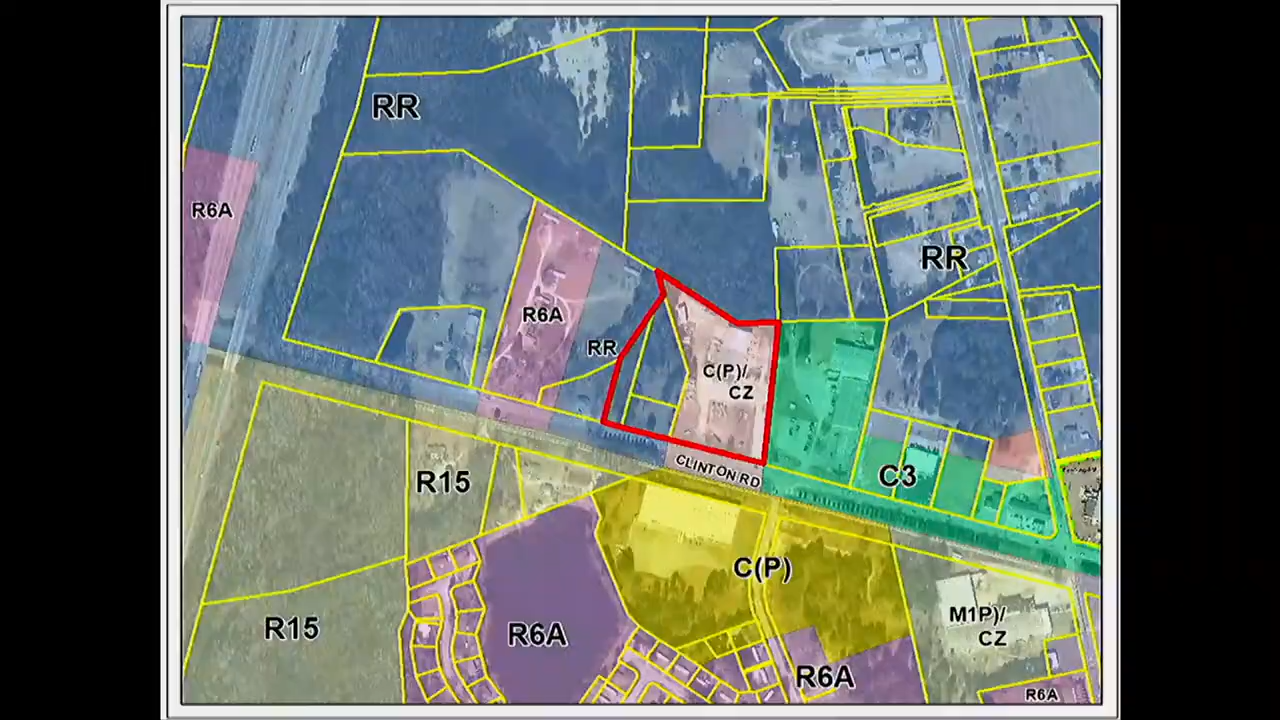 RR
R6A
RR
R6A
RR
C(P)/
CZ
CLINTON RD
R15
C3
C(P)
M1P)/
CZ
R15
R6A
R6A
R6A